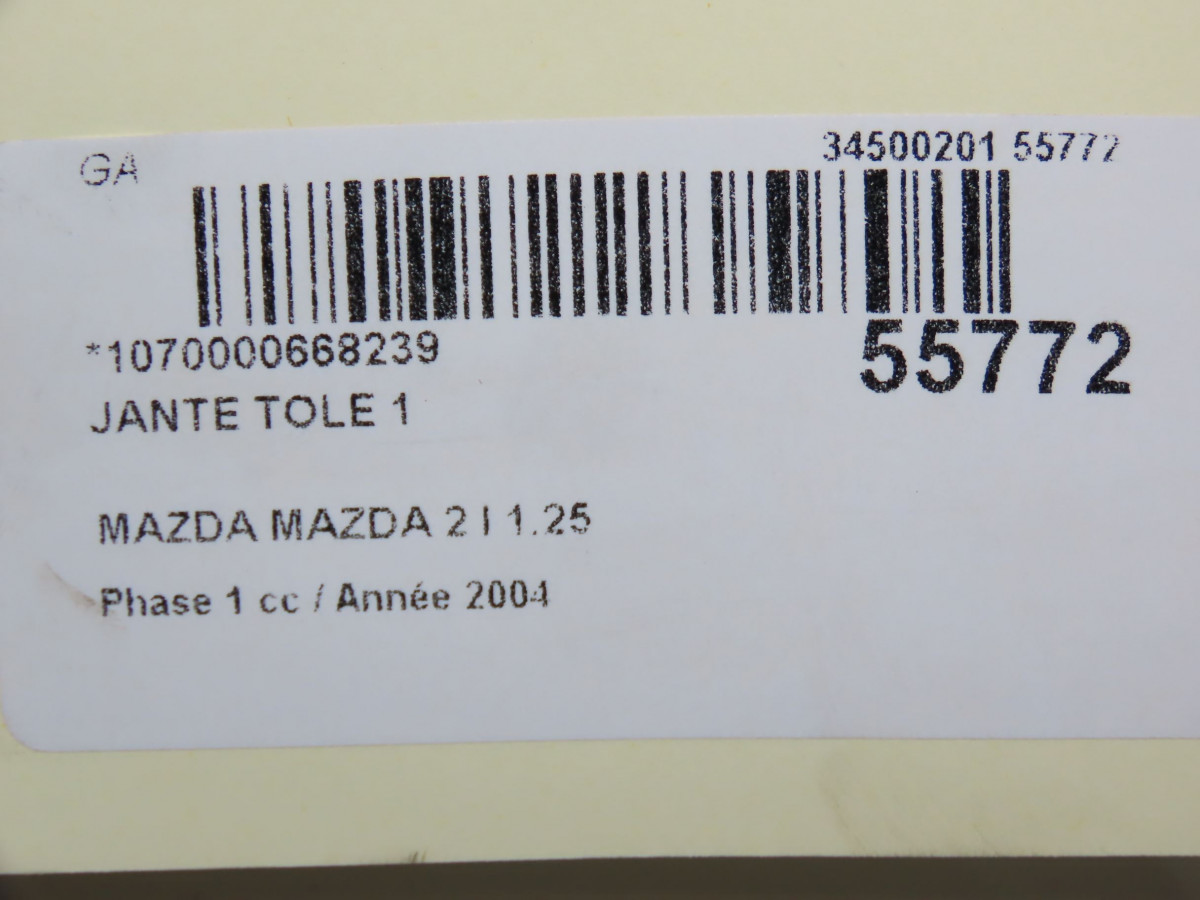 GA
34500201 55772
*1070000668239
55772
JANTE TOLE 1
MAZDA MAZDA 2 I 1.25
Phase 1 cc / Année 2004